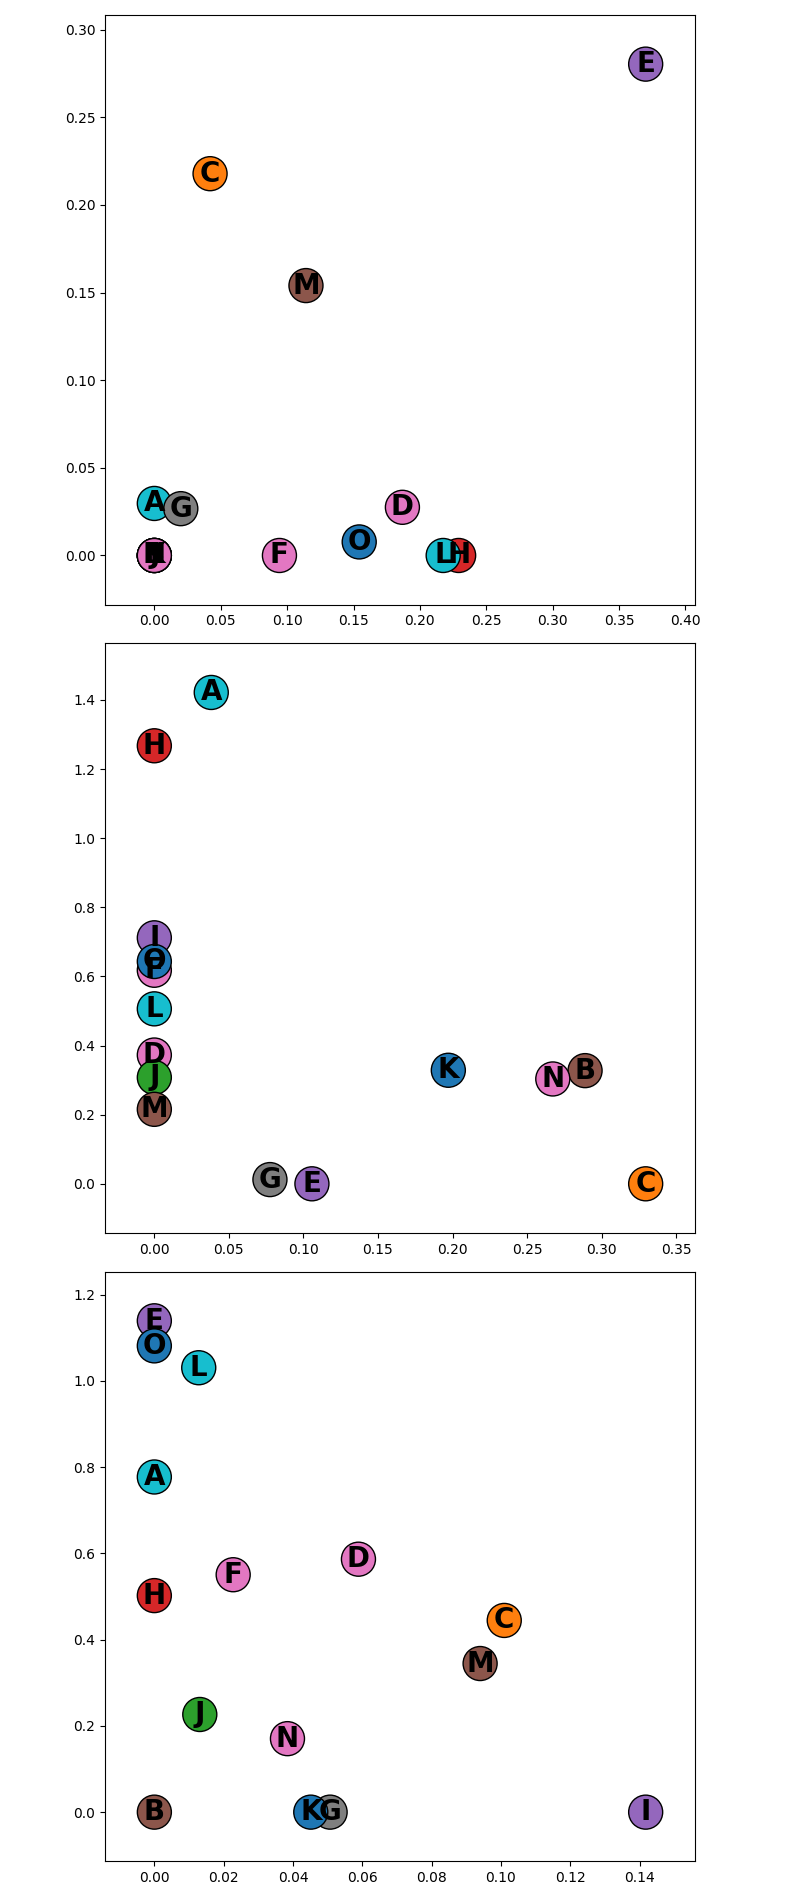 0.30
E
0.25
C
0.20
M
0.15
0.10
0.05
A G D
O
0.00
J F L H
0.00 0.05 0.10 0.15 0.20 0.25 0.30 0.35 0.40
A
1.4
H
1.2
1.0
0.8
I
O
0.6
F
L
0.4
D
K N B
J
0.2
M
G E C
0.0
0.00 0.05 0.10 0.15 0.20 0.25 0.30 0.35
1.2
E
O
L
1.0
A
0.8
0.6
D
F
H
C
0.4
M
J
0.2
N
0.0
B K G I
0.00 0.02 0.04 0.06 0.08 0.10 0.12 0.14